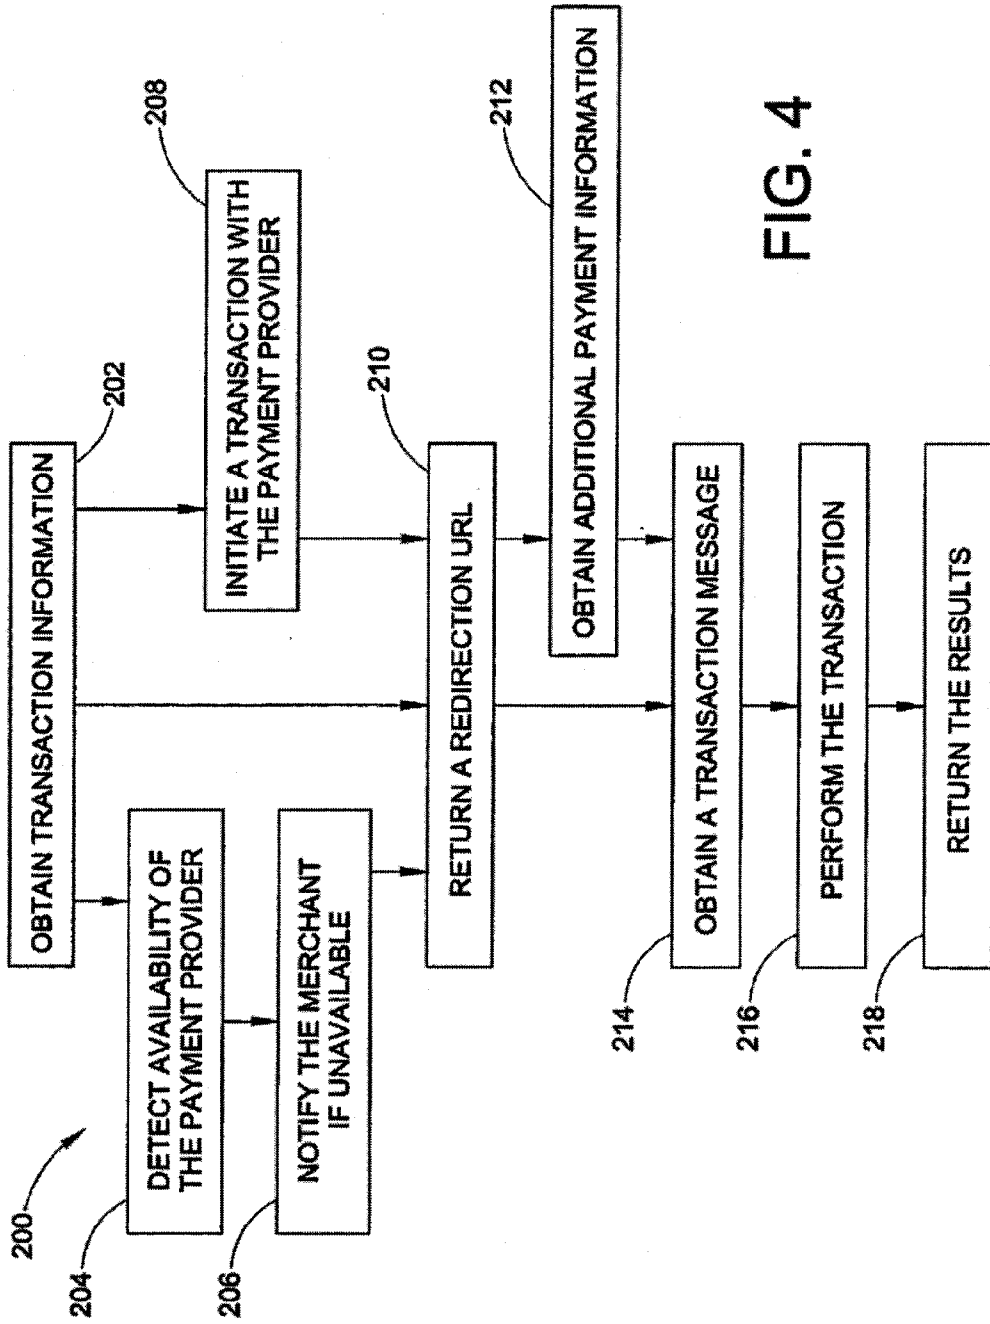 200
OBTAIN TRANSACTION INFORMATION
202
204
DETECT AVAILABILITY OF
THE PAYMENT PROVIDER
206
NOTIFY THE MERCHANT
IF UNAVAILABLE
208
INITIATE A TRANSACTION WITH
THE PAYMENT PROVIDER
210
RETURN A REDIRECTION URL
212
OBTAIN ADDITIONAL PAYMENT INFORMATION
214
OBTAIN A TRANSACTION MESSAGE
216
PERFORM THE TRANSACTION
218
RETURN THE RESULTS
FIG. 4